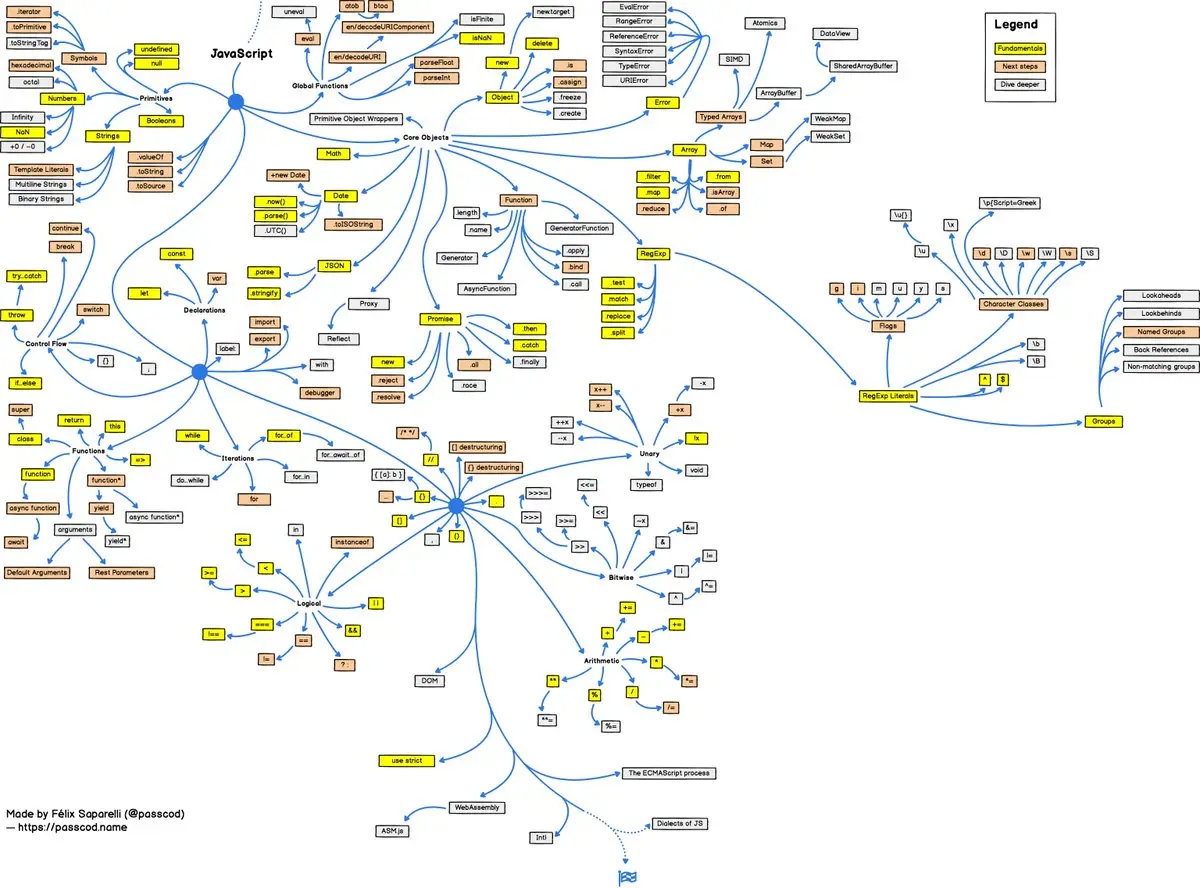 JavaScript
Legend
Fundamentals
Next steps
Dive deeper
.iterator
.toPrimitive
.toStringTag
Symbols
hexadecimal
octal
Numbers
Infinity
NaN
+0 / -0
undefined
null
Primitives
Booleans
Strings
Template Literals
Multiline Strings
Binary Strings
.valueOf
.toString
.toSource
uneval
eval
atob
btoa
en/decodeURIComponent
en/decodeURI
Global Functions
isFinite
isNaN
parseFloat
parseInt
new.target
delete
new
Object
.is
.assign
.freeze
.create
Primitive Object Wrappers
Core Objects
EvalError
RangeError
ReferenceError
SyntaxError
TypeError
URIError
Error
Atomics
SIMD
DataView
SharedArrayBuffer
ArrayBuffer
Typed Arrays
WeakMap
WeakSet
Map
Set
Array
.filter
.map
.reduce
.from
.isArray
.of
Math
+new Date
Date
.now()
.parse()
.UTC()
.toISOString
Function
.length
.name
Generator
AsyncFunction
GeneratorFunction
.apply
.bind
.call
JSON
.parse
.stringify
Proxy
Reflect
Promise
new
.reject
.resolve
.all
.race
.then
.catch
.finally
RegExp
.test
.match
.replace
.split
RegExp Literals
Flags
g
i
m
u
y
a
\u{}
\u
\x
\p{Script=Greek
\d
\D
\w
\W
\s
\S
Character Classes
\b
\B
^
$
Groups
Lookaheads
Lookbehinds
Named Groups
Back References
Non-matching groups
continue
break
try..catch
throw
switch
Control Flow
{}
;
if..else
const
let
var
Declarations
import
export
label:
with
debugger
super
class
return
this
Functions
=>
function
function*
async function
await
yield
yield*
async function*
arguments
Default Arguments
Rest Parameters
while
do..while
Iterations
for..of
for..await..of
for..in
for
/* */
//
[] destructuring
{} destructuring
{ [a]: b }
{}
...
[]
,
()
.
Unary
x++
x--
++x
--x
-x
+x
!x
void
typeof
Bitwise
>>>=
>>>
>>=
>>
<<=
<<
~x
&=
&
|=
|
^=
^
Logical
<=
<
>=
>
in
instanceof
||
&&
===
!==
==
!=
? :
Arithmetic
+=
+
-
+=
*
*=
/
/=
%
%=
**
**=
DOM
use strict
The ECMAScript process
WebAssembly
ASM.js
Intl
Dialects of JS
Made by Félix Saparelli (@passcod)
— https://passcod.name